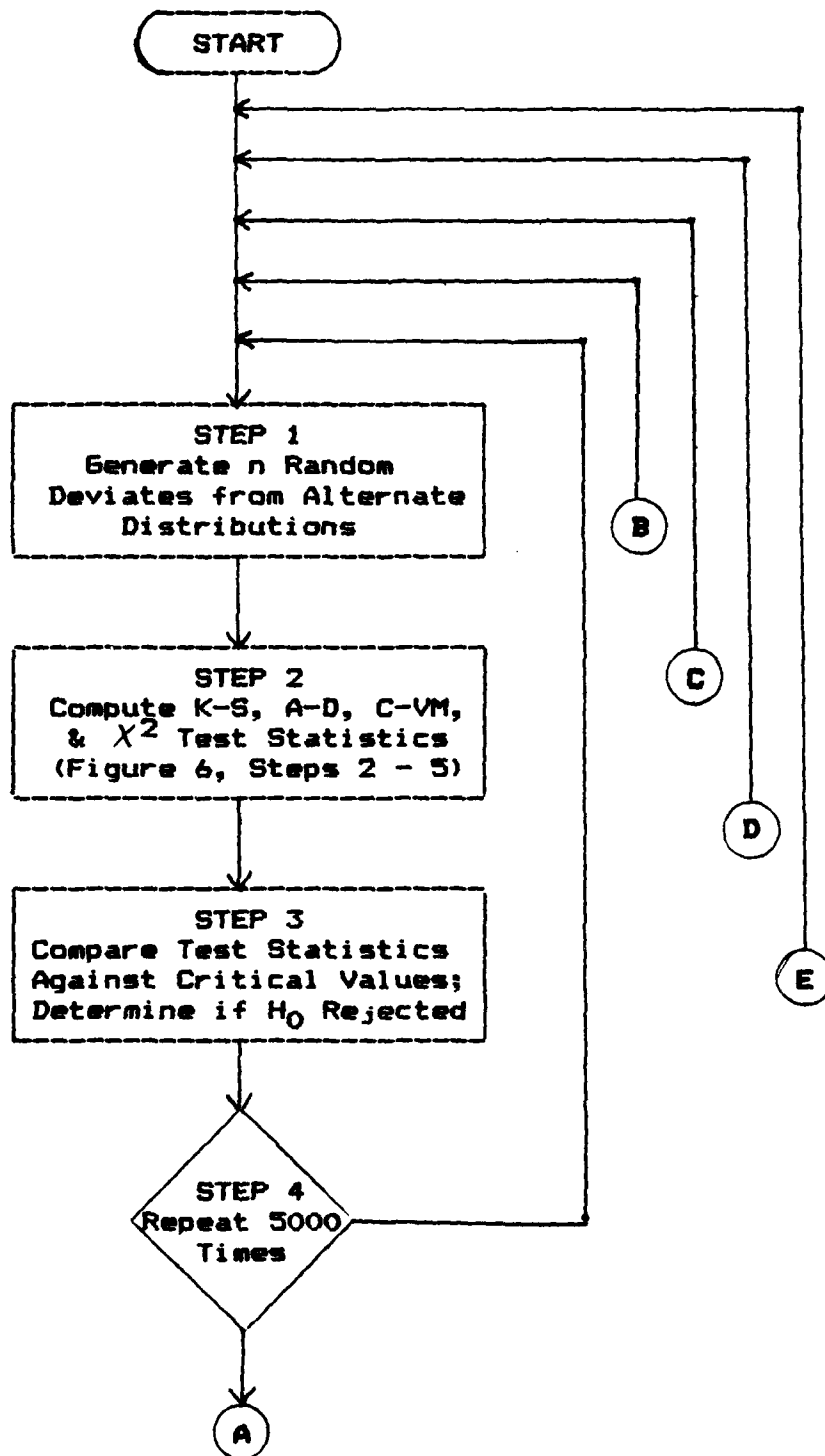 START
STEP 1
Generate n Random
Deviates from Alternate
Distributions
B
STEP 2
Compute K-S, A-D, C-VM,
& X² Test Statistics
(Figure 6, Steps 2 - 5)
C
D
STEP 3
Compare Test Statistics
Against Critical Values;
Determine if H₀ Rejected
E
STEP 4
Repeat 5000
Times
A